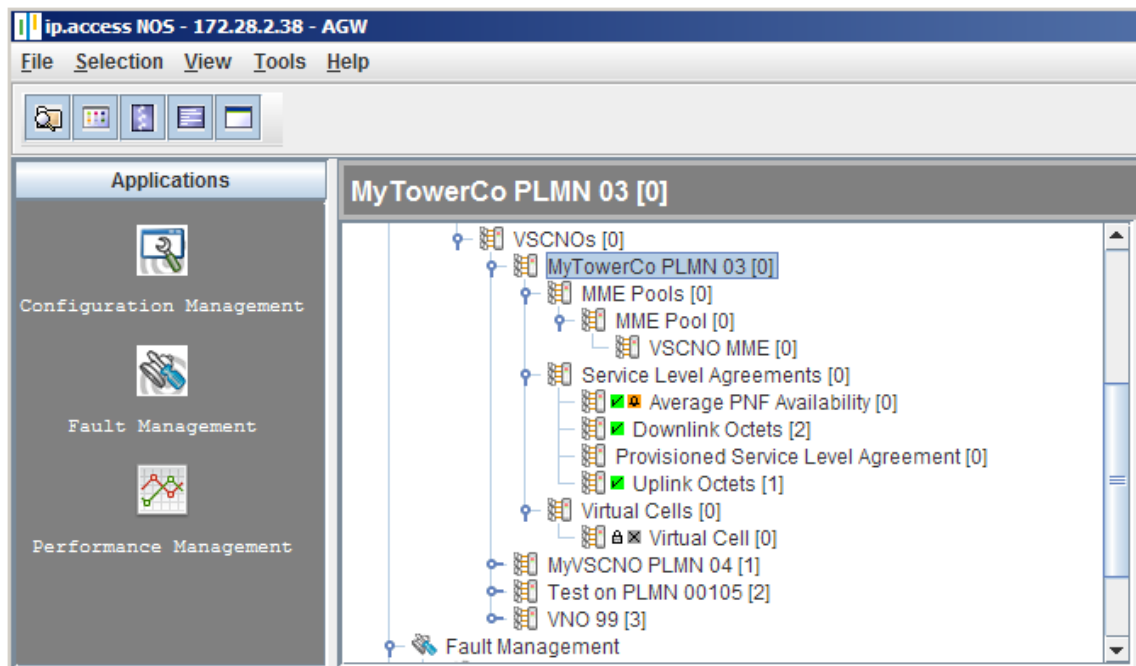 ip.access NOS - 172.28.2.38 - AGW
File Selection View Tools Help
Applications
Configuration Management
Fault Management
Performance Management
MyTowerCo PLMN 03 [0]
VSCNOs [0]
MyTowerCo PLMN 03 [0]
MME Pools [0]
MME Pool [0]
VSCNO MME [0]
Service Level Agreements [0]
Average PNF Availability [0]
Downlink Octets [2]
Provisioned Service Level Agreement [0]
Uplink Octets [1]
Virtual Cells [0]
Virtual Cell [0]
MyVSCNO PLMN 04 [1]
Test on PLMN 00105 [2]
VNO 99 [3]
Fault Management